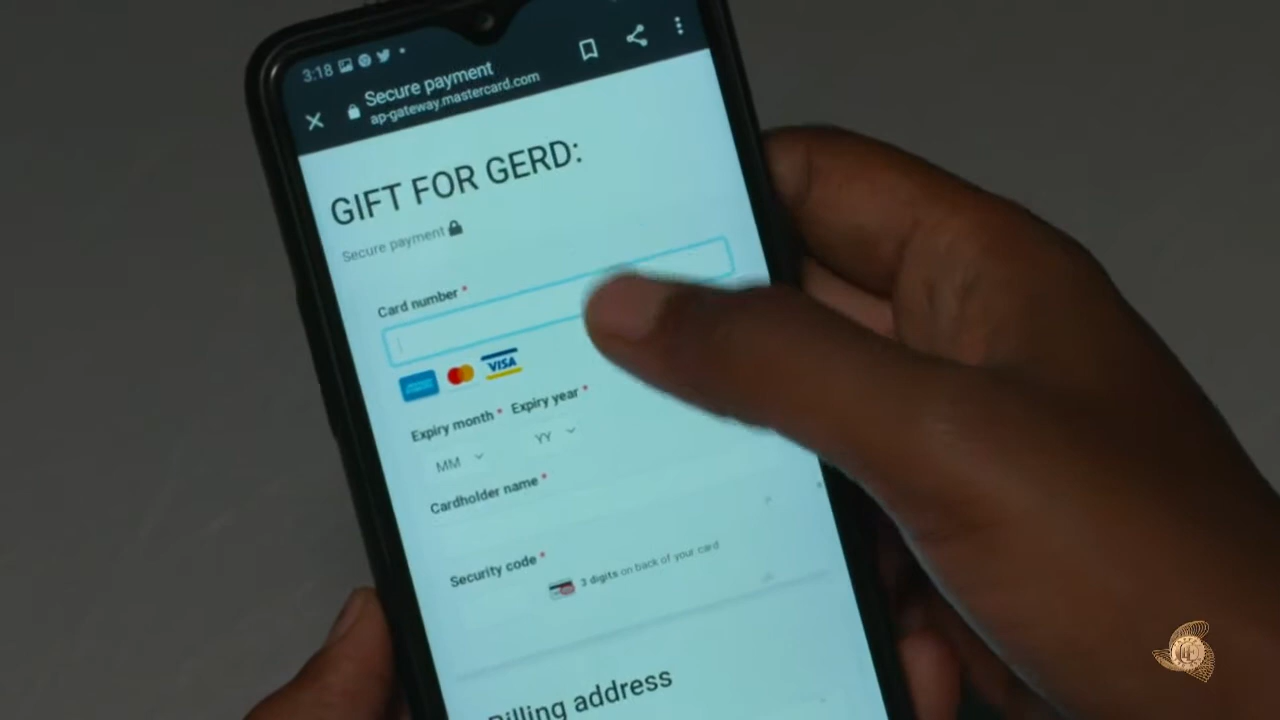 3:18
Secure payment
ap-gateway.mastercard.com
GIFT FOR GERD:
Secure payment
Card number *
VISA
Expiry month * Expiry year *
MM YY
Cardholder name *
Security code *
3 digits on back of your card
Billing address